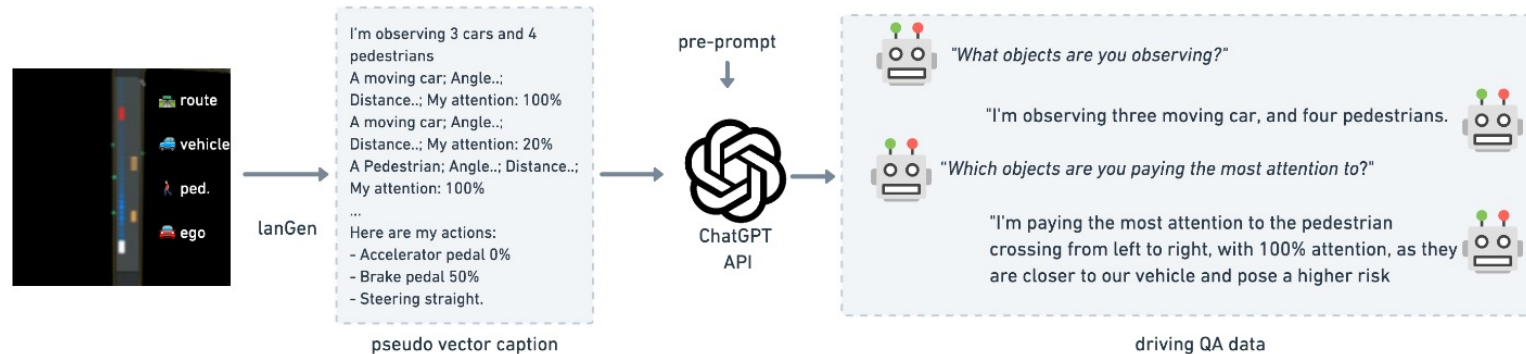 route
vehicle
ped.
ego
lanGen
I'm observing 3 cars and 4
pedestrians
A moving car; Angle..;
Distance..; My attention: 100%
A moving car; Angle..;
Distance..; My attention: 20%
A Pedestrian; Angle..; Distance..;
My attention: 100%
...
Here are my actions:
- Accelerator pedal 0%
- Brake pedal 50%
- Steering straight.
pseudo vector caption
pre-prompt
ChatGPT
API
"What objects are you observing?"
"I'm observing three moving car, and four pedestrians.
"Which objects are you paying the most attention to?"
"I'm paying the most attention to the pedestrian
crossing from left to right, with 100% attention, as they
are closer to our vehicle and pose a higher risk
driving QA data